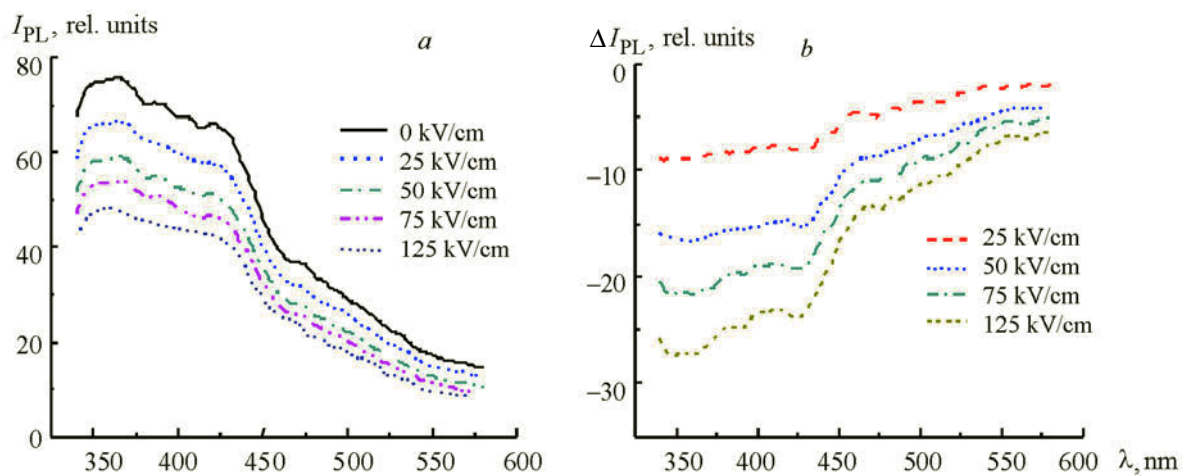 I_PL, rel. units
a
80
60
40
20
0
0 kV/cm
25 kV/cm
50 kV/cm
75 kV/cm
125 kV/cm
350 400 450 500 550 600
Δ I_PL, rel. units
b
0
−10
−20
−30
25 kV/cm
50 kV/cm
75 kV/cm
125 kV/cm
350 400 450 500 550 600 λ, nm